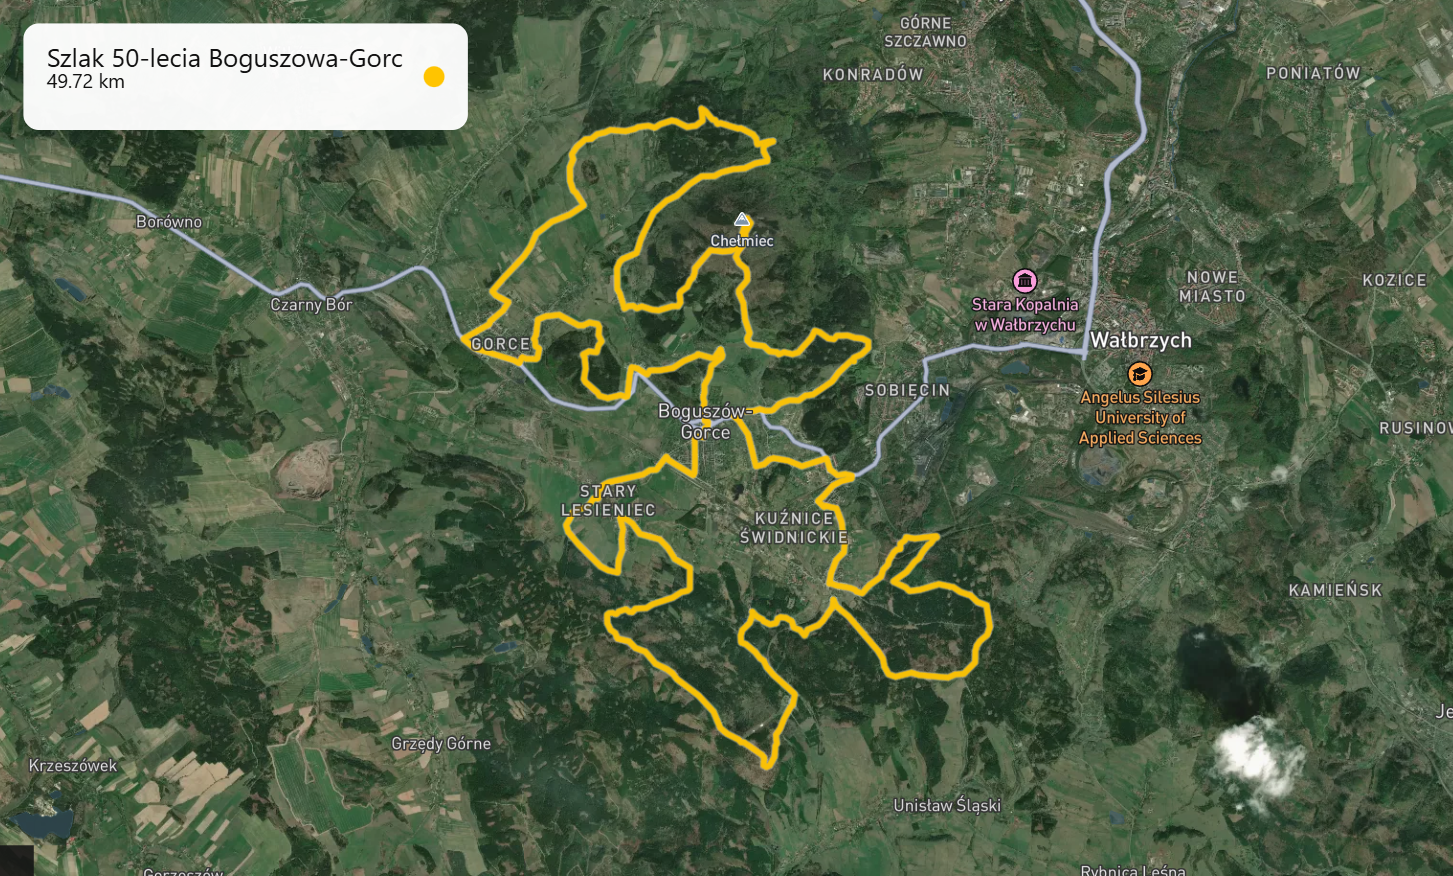 Szlak 50-lecia Boguszowa-Gorc
49.72 km
GÓRNE
SZCZAWNO
KONRADÓW
PONIATÓW
Borówno
Chełmiec
Czarny Bór
NOWE
MIASTO
KOZICE
Stara Kopalnia
w Wałbrzychu
GORCE
Wałbrzych
SOBIĘCIN
Angelus Silesius
University of
Applied Sciences
Boguszów-
Gorce
RUSINOW
STARY
LESIENIEC
KUŹNICE
ŚWIDNICKIE
KAMIEŃSK
Je
Grzędy Górne
Krzeszówek
Unisław Śląski
Gorzeszów
Rybnica Leśna